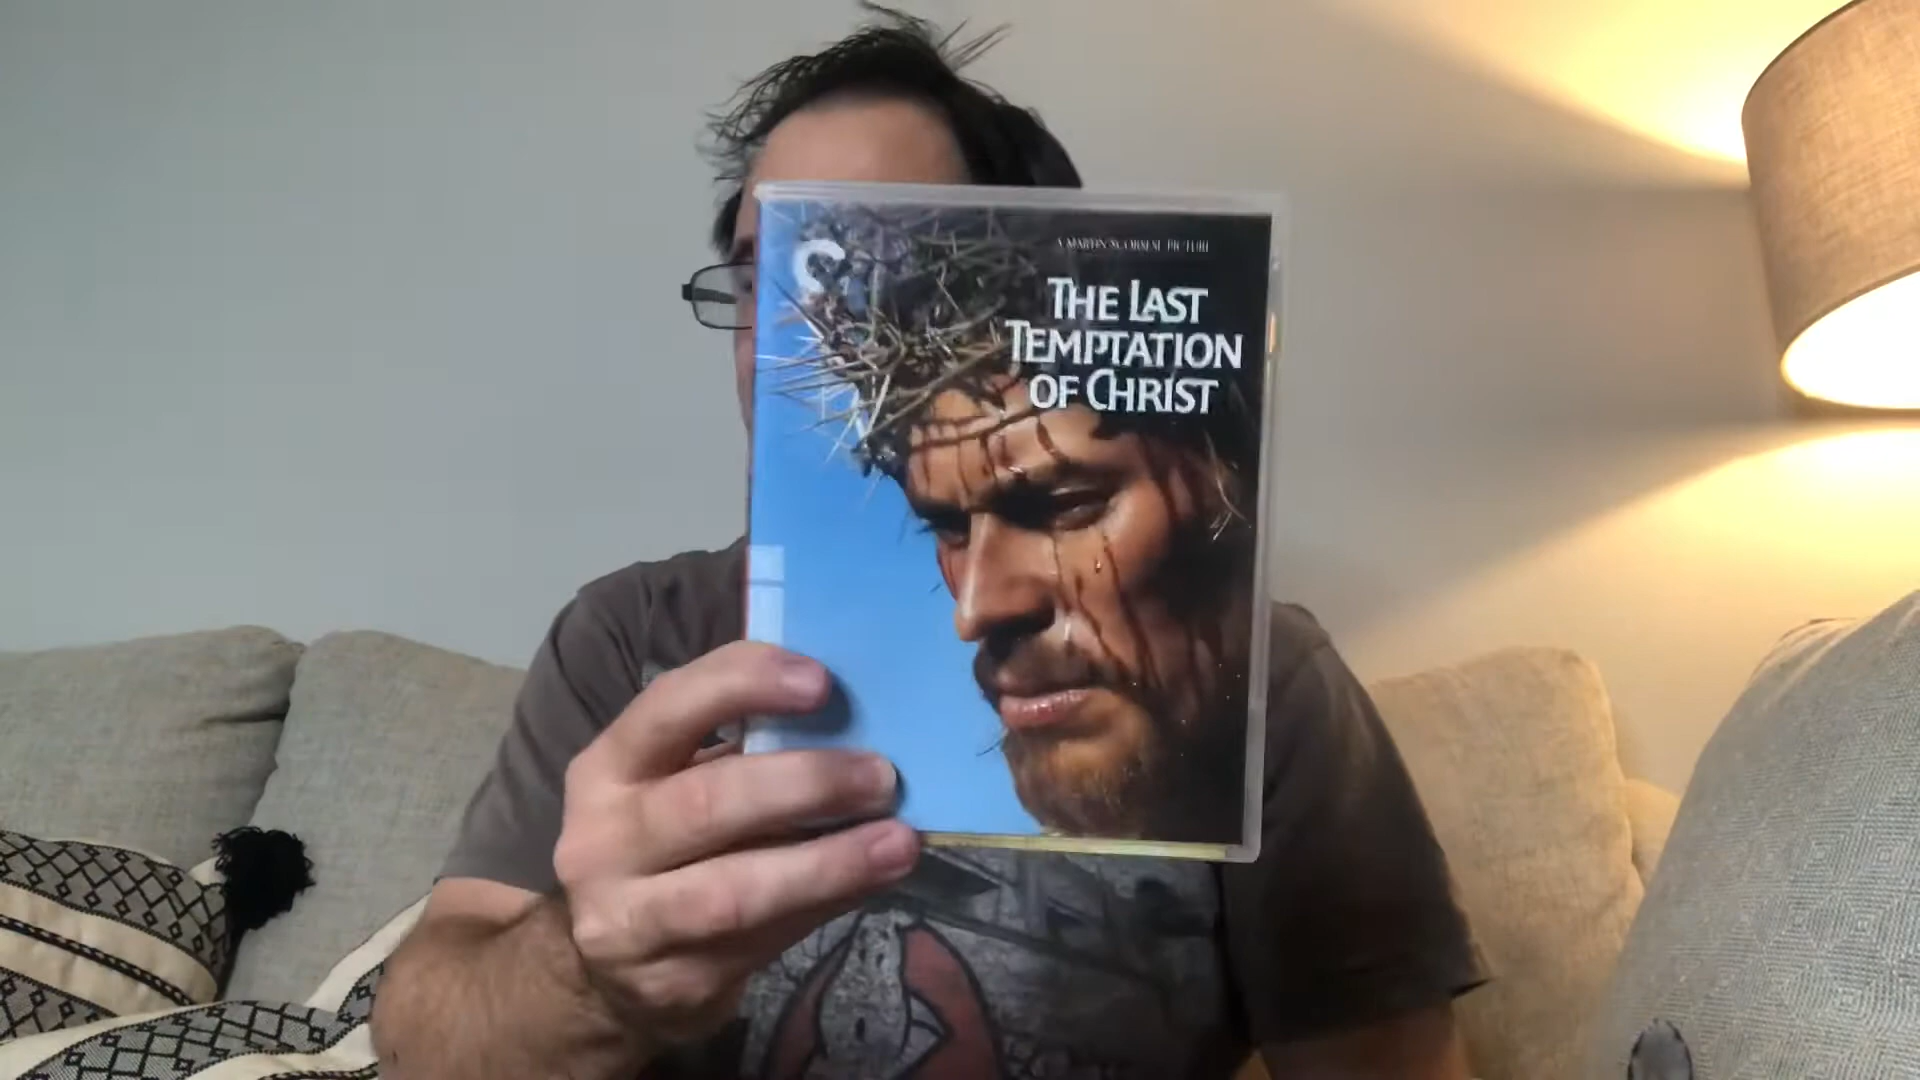 A MARTIN SCORSESE PICTURE
THE LAST
TEMPTATION
OF CHRIST